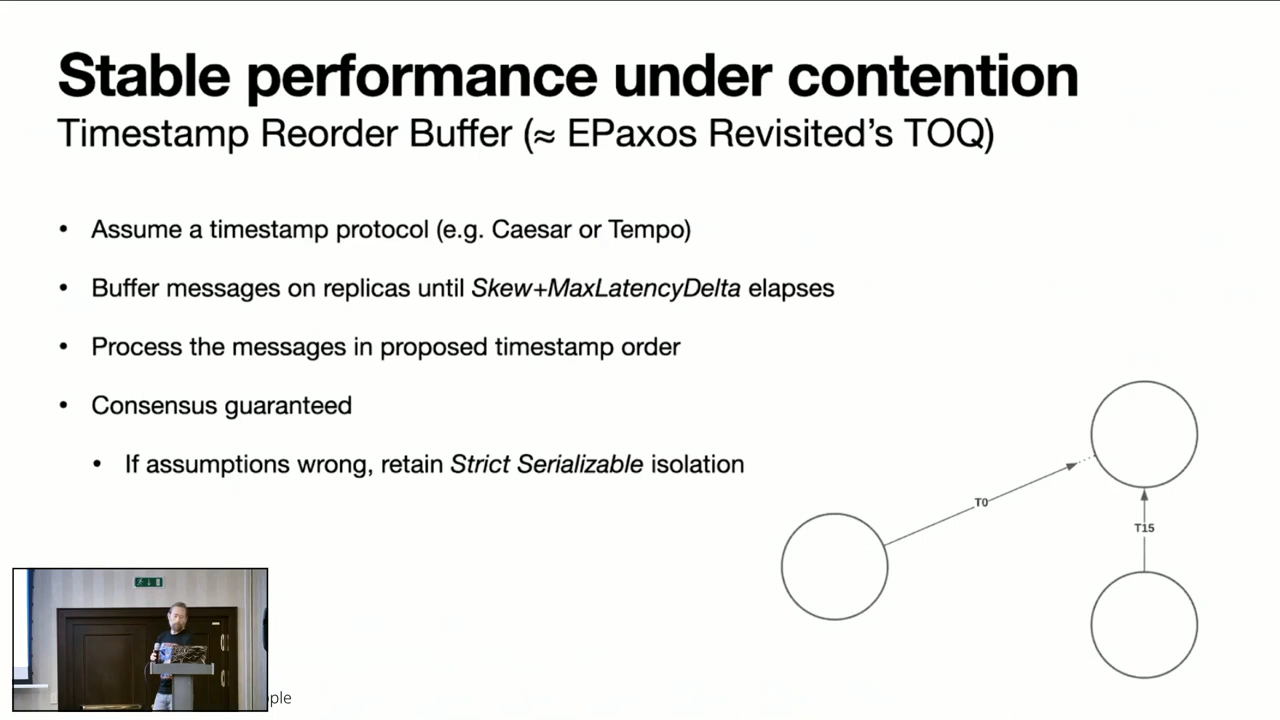 Stable performance under contention
Timestamp Reorder Buffer (≈ EPaxos Revisited's TOQ)
• Assume a timestamp protocol (e.g. Caesar or Tempo)
• Buffer messages on replicas until Skew+MaxLatencyDelta elapses
• Process the messages in proposed timestamp order
• Consensus guaranteed
• If assumptions wrong, retain Strict Serializable isolation
T0
T15